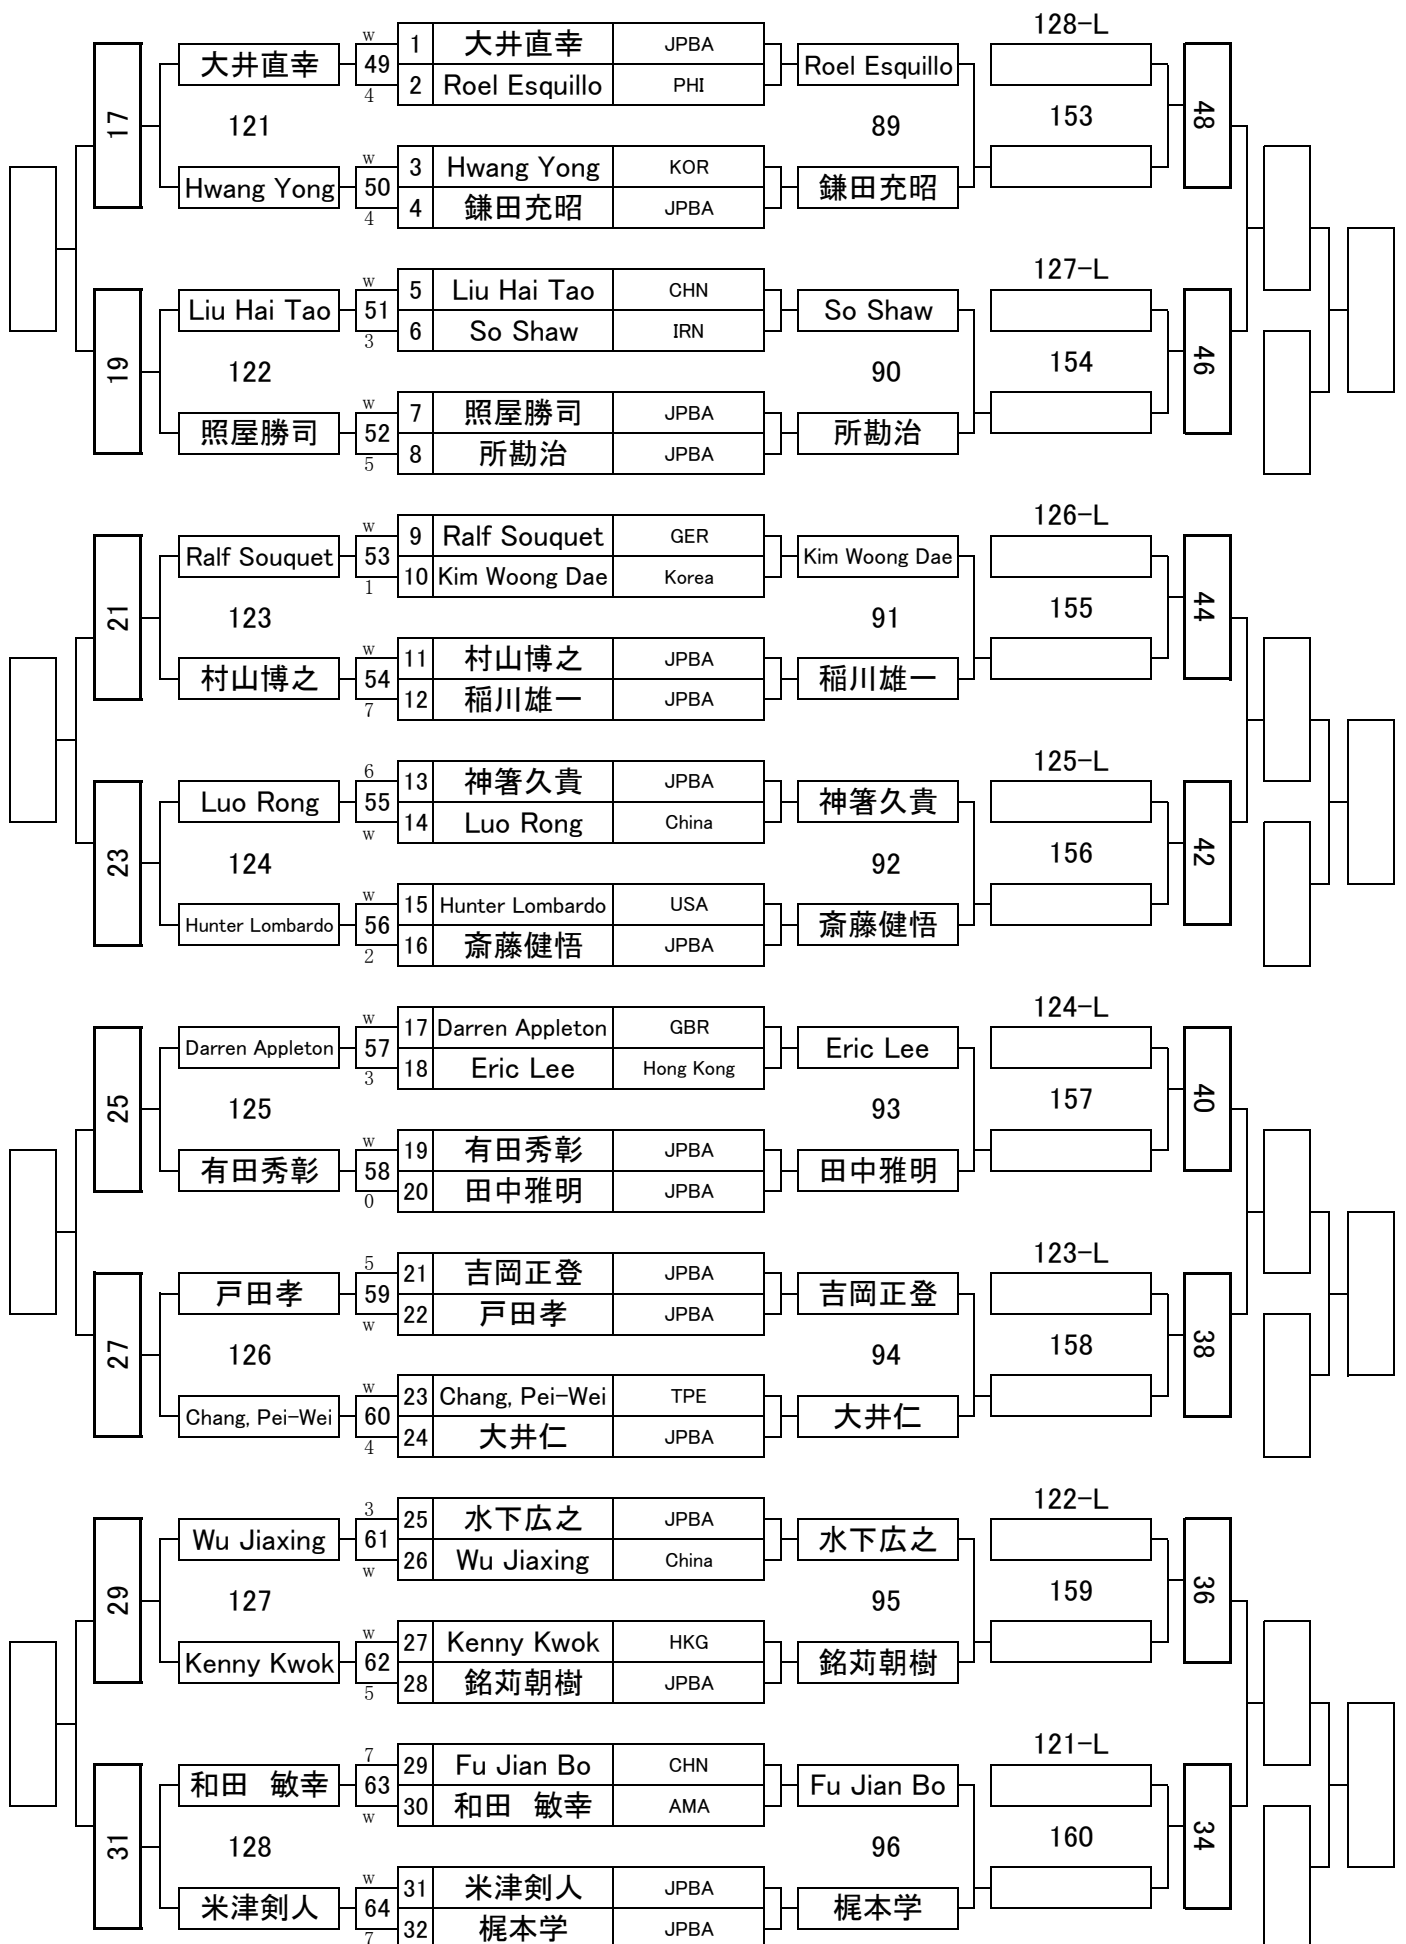 128-L
w
1 大井直幸 JPBA
大井直幸 49 Roel Esquillo
2 Roel Esquillo PHI
4
17 121 89 153 48
w
3 Hwang Yong KOR
Hwang Yong 50 鎌田充昭
4 鎌田充昭 JPBA
4
127-L
w
5 Liu Hai Tao CHN
Liu Hai Tao 51 So Shaw
6 So Shaw IRN
3
19 122 90 154 46
w
7 照屋勝司 JPBA
照屋勝司 52 所勘治
8 所勘治 JPBA
5
126-L
w
9 Ralf Souquet GER
Ralf Souquet 53 Kim Woong Dae
10 Kim Woong Dae Korea
1
21 123 91 155 44
w
11 村山博之 JPBA
村山博之 54 稲川雄一
12 稲川雄一 JPBA
7
125-L
6
13 神箸久貴 JPBA
Luo Rong 55 神箸久貴
14 Luo Rong China
w
23 124 92 156 42
w
15 Hunter Lombardo USA
Hunter Lombardo 56 斎藤健悟
16 斎藤健悟 JPBA
2
124-L
w
17 Darren Appleton GBR
Darren Appleton 57 Eric Lee
18 Eric Lee Hong Kong
3
25 125 93 157 40
w
19 有田秀彰 JPBA
有田秀彰 58 田中雅明
20 田中雅明 JPBA
0
123-L
5
21 吉岡正登 JPBA
戸田孝 59 吉岡正登
22 戸田孝 JPBA
w
27 126 94 158 38
w
23 Chang, Pei-Wei TPE
Chang, Pei-Wei 60 大井仁
24 大井仁 JPBA
4
122-L
3
25 水下広之 JPBA
Wu Jiaxing 61 水下広之
26 Wu Jiaxing China
w
29 127 95 159 36
w
27 Kenny Kwok HKG
Kenny Kwok 62 銘苅朝樹
28 銘苅朝樹 JPBA
5
121-L
7
29 Fu Jian Bo CHN
和田　敏幸 63 Fu Jian Bo
30 和田　敏幸 AMA
w
31 128 96 160 34
w
31 米津剣人 JPBA
米津剣人 64 梶本学
32 梶本学 JPBA
7